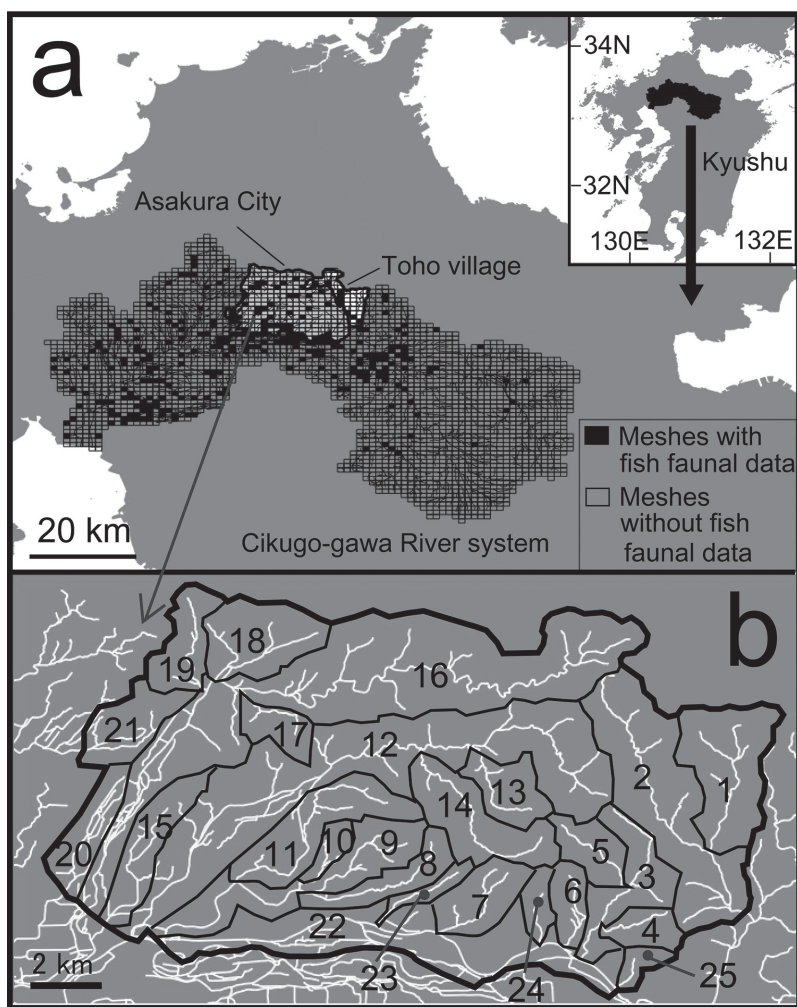 a
34N
32N
Kyushu
130E
132E
Asakura City
Toho village
Meshes with
fish faunal data
Meshes
without fish
faunal data
20 km
Cikugo-gawa River system
b
18
19
16
21
17
12
2
1
13
14
15
20
11
10
9
8
5
3
6
7
24
4
22
23
25
2 km